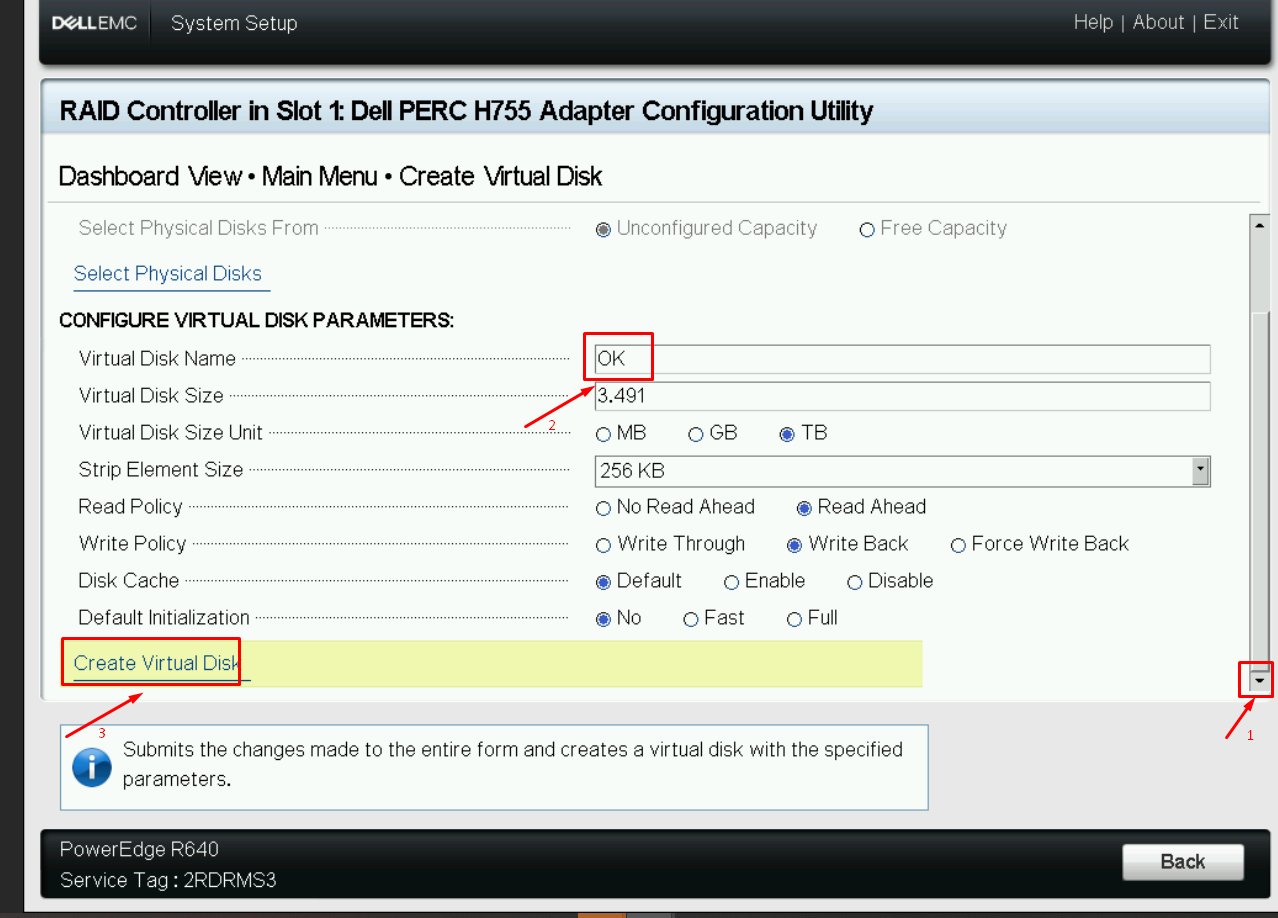 DELLEMC System Setup Help | About | Exit
RAID Controller in Slot 1: Dell PERC H755 Adapter Configuration Utility
Dashboard View • Main Menu • Create Virtual Disk
Select Physical Disks From Unconfigured Capacity Free Capacity
Select Physical Disks
CONFIGURE VIRTUAL DISK PARAMETERS:
Virtual Disk Name OK
Virtual Disk Size 3.491
2
Virtual Disk Size Unit MB GB TB
Strip Element Size 256 KB
Read Policy No Read Ahead Read Ahead
Write Policy Write Through Write Back Force Write Back
Disk Cache Default Enable Disable
Default Initialization No Fast Full
Create Virtual Disk
3
1
Submits the changes made to the entire form and creates a virtual disk with the specified
parameters.
PowerEdge R640
Service Tag : 2RDRMS3
Back